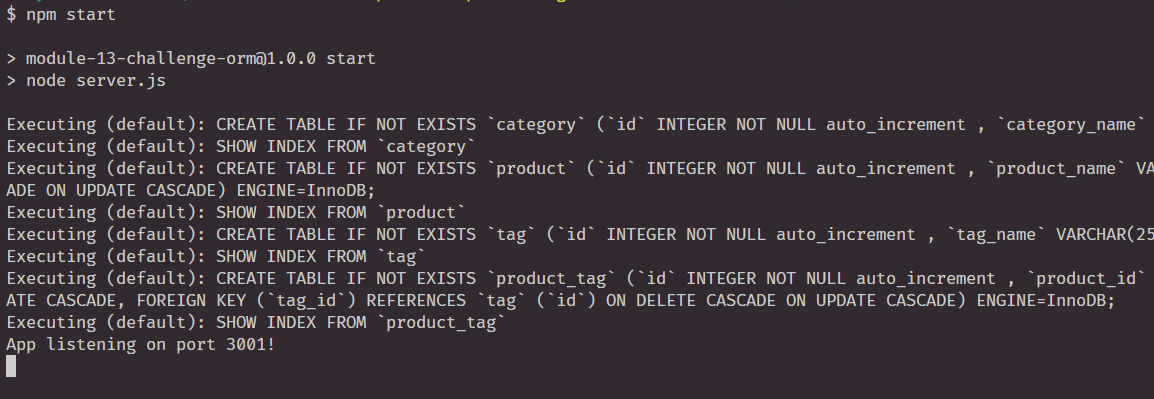 $ npm start
> module-13-challenge-orm@1.0.0 start
> node server.js
Executing (default): CREATE TABLE IF NOT EXISTS `category` (`id` INTEGER NOT NULL auto_increment , `category_name`
Executing (default): SHOW INDEX FROM `category`
Executing (default): CREATE TABLE IF NOT EXISTS `product` (`id` INTEGER NOT NULL auto_increment , `product_name` VA
ADE ON UPDATE CASCADE) ENGINE=InnoDB;
Executing (default): SHOW INDEX FROM `product`
Executing (default): CREATE TABLE IF NOT EXISTS `tag` (`id` INTEGER NOT NULL auto_increment , `tag_name` VARCHAR(25
Executing (default): SHOW INDEX FROM `tag`
Executing (default): CREATE TABLE IF NOT EXISTS `product_tag` (`id` INTEGER NOT NULL auto_increment , `product_id`
ATE CASCADE, FOREIGN KEY (`tag_id`) REFERENCES `tag` (`id`) ON DELETE CASCADE ON UPDATE CASCADE) ENGINE=InnoDB;
Executing (default): SHOW INDEX FROM `product_tag`
App listening on port 3001!